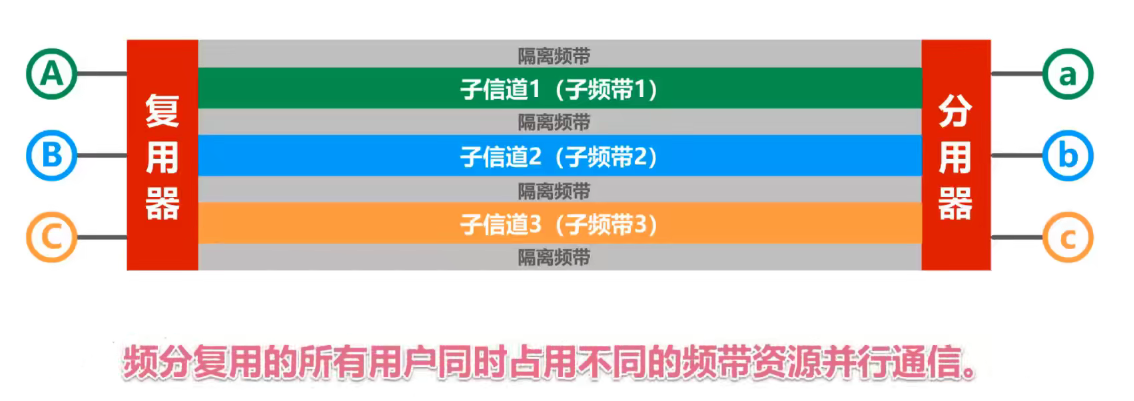 隔离频带
A
子信道1（子频带1）
a
隔离频带
B
子信道2（子频带2）
b
隔离频带
C
子信道3（子频带3）
c
隔离频带
复用器
分用器
频分复用的所有用户同时占用不同的频带资源并行通信。